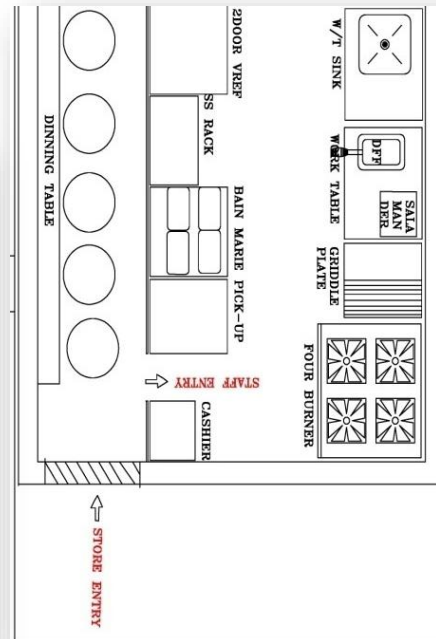 2DOOR VREF
W/T SINK
SS RACK
DINNING TABLE
DFF
WORK TABLE
SALA
MAN
DER
BAIN MARIE
PICK-UP
GRIDDLE
PLATE
FOUR BURNER
STAFF ENTRY
CASHIER
STORE ENTRY